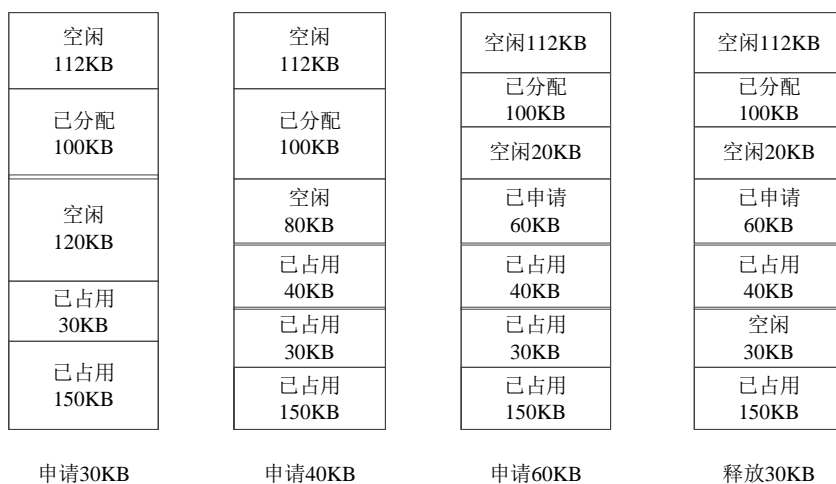 空闲
112KB
已分配
100KB
空闲
120KB
已占用
30KB
已占用
150KB
申请30KB
空闲
112KB
已分配
100KB
空闲
80KB
已占用
40KB
已占用
30KB
已占用
150KB
申请40KB
空闲112KB
已分配
100KB
空闲20KB
已申请
60KB
已占用
40KB
已占用
30KB
已占用
150KB
申请60KB
空闲112KB
已分配
100KB
空闲20KB
已申请
60KB
已占用
40KB
空闲
30KB
已占用
150KB
释放30KB